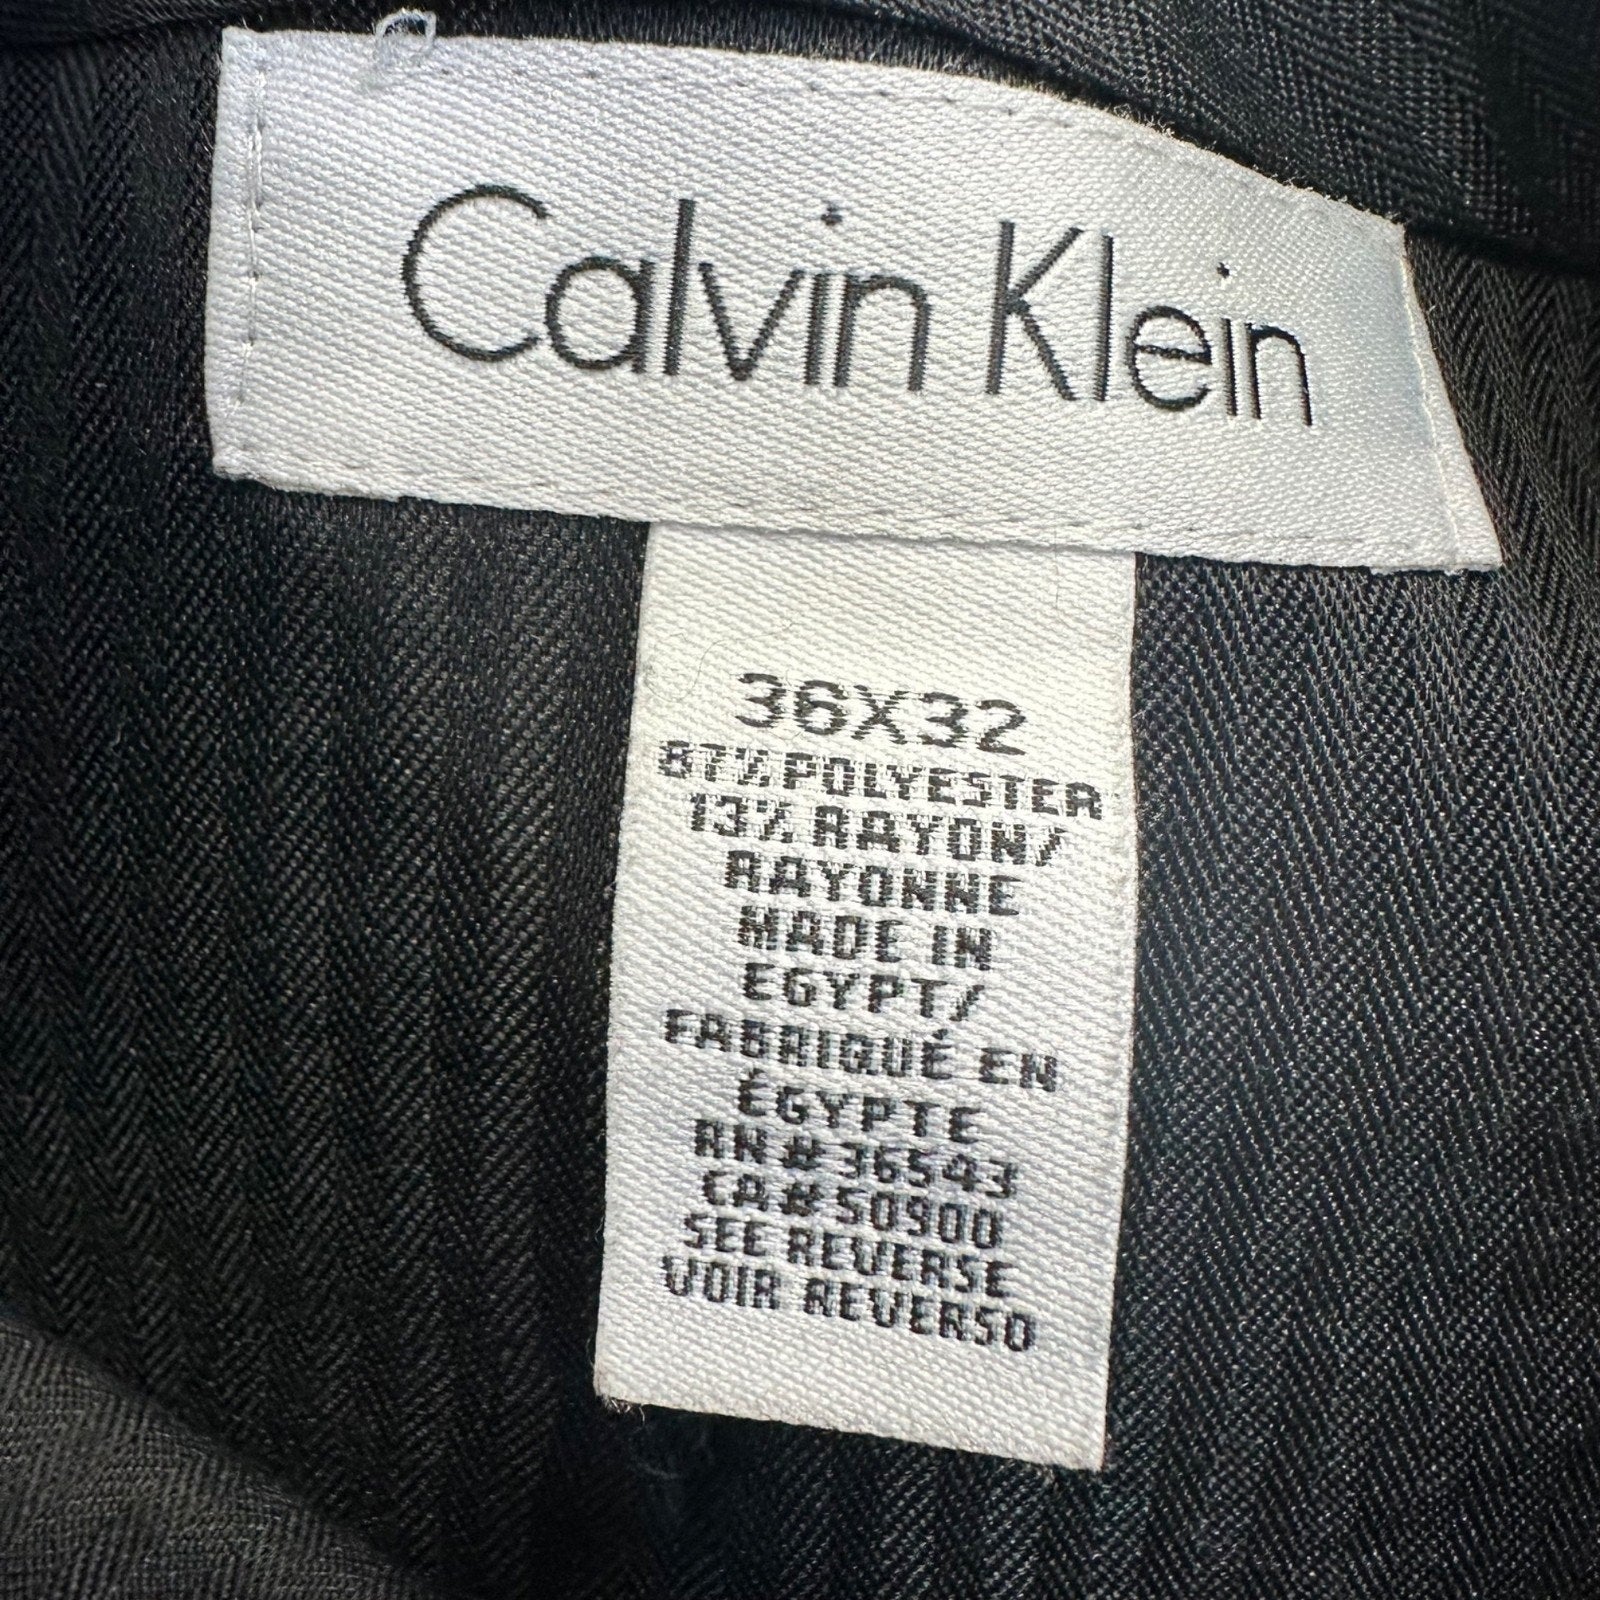 Calvin Klein
36X32
87% POLYESTER
13% RAYON/
RAYONNE
MADE IN
EGYPT/
FABRIQUÉ EN
ÉGYPTE
RN# 36543
CA# 50900
SEE REVERSE
VOIR REVERSO